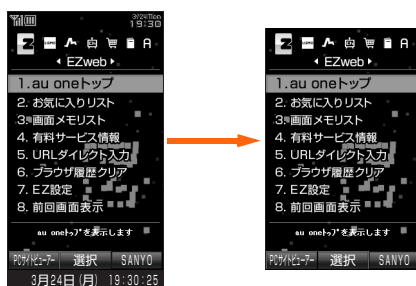 3/24 Mon
19:30
EZweb
1.au oneトップ
2. お気に入りリスト
3. 画面メモリスト
4. 有料サービス情報
5. URLダイレクト入力
6. ブラウザ履歴クリア
7. EZ設定
8. 前回画面表示
au oneトップを表示します
PCサイトビューアー 選択 SANYO
3月24日(月) 19:30:25
EZweb
1.au oneトップ
2. お気に入りリスト
3. 画面メモリスト
4. 有料サービス情報
5. URLダイレクト入力
6. ブラウザ履歴クリア
7. EZ設定
8. 前回画面表示
au oneトップを表示します
PCサイトビューアー 選択 SANYO